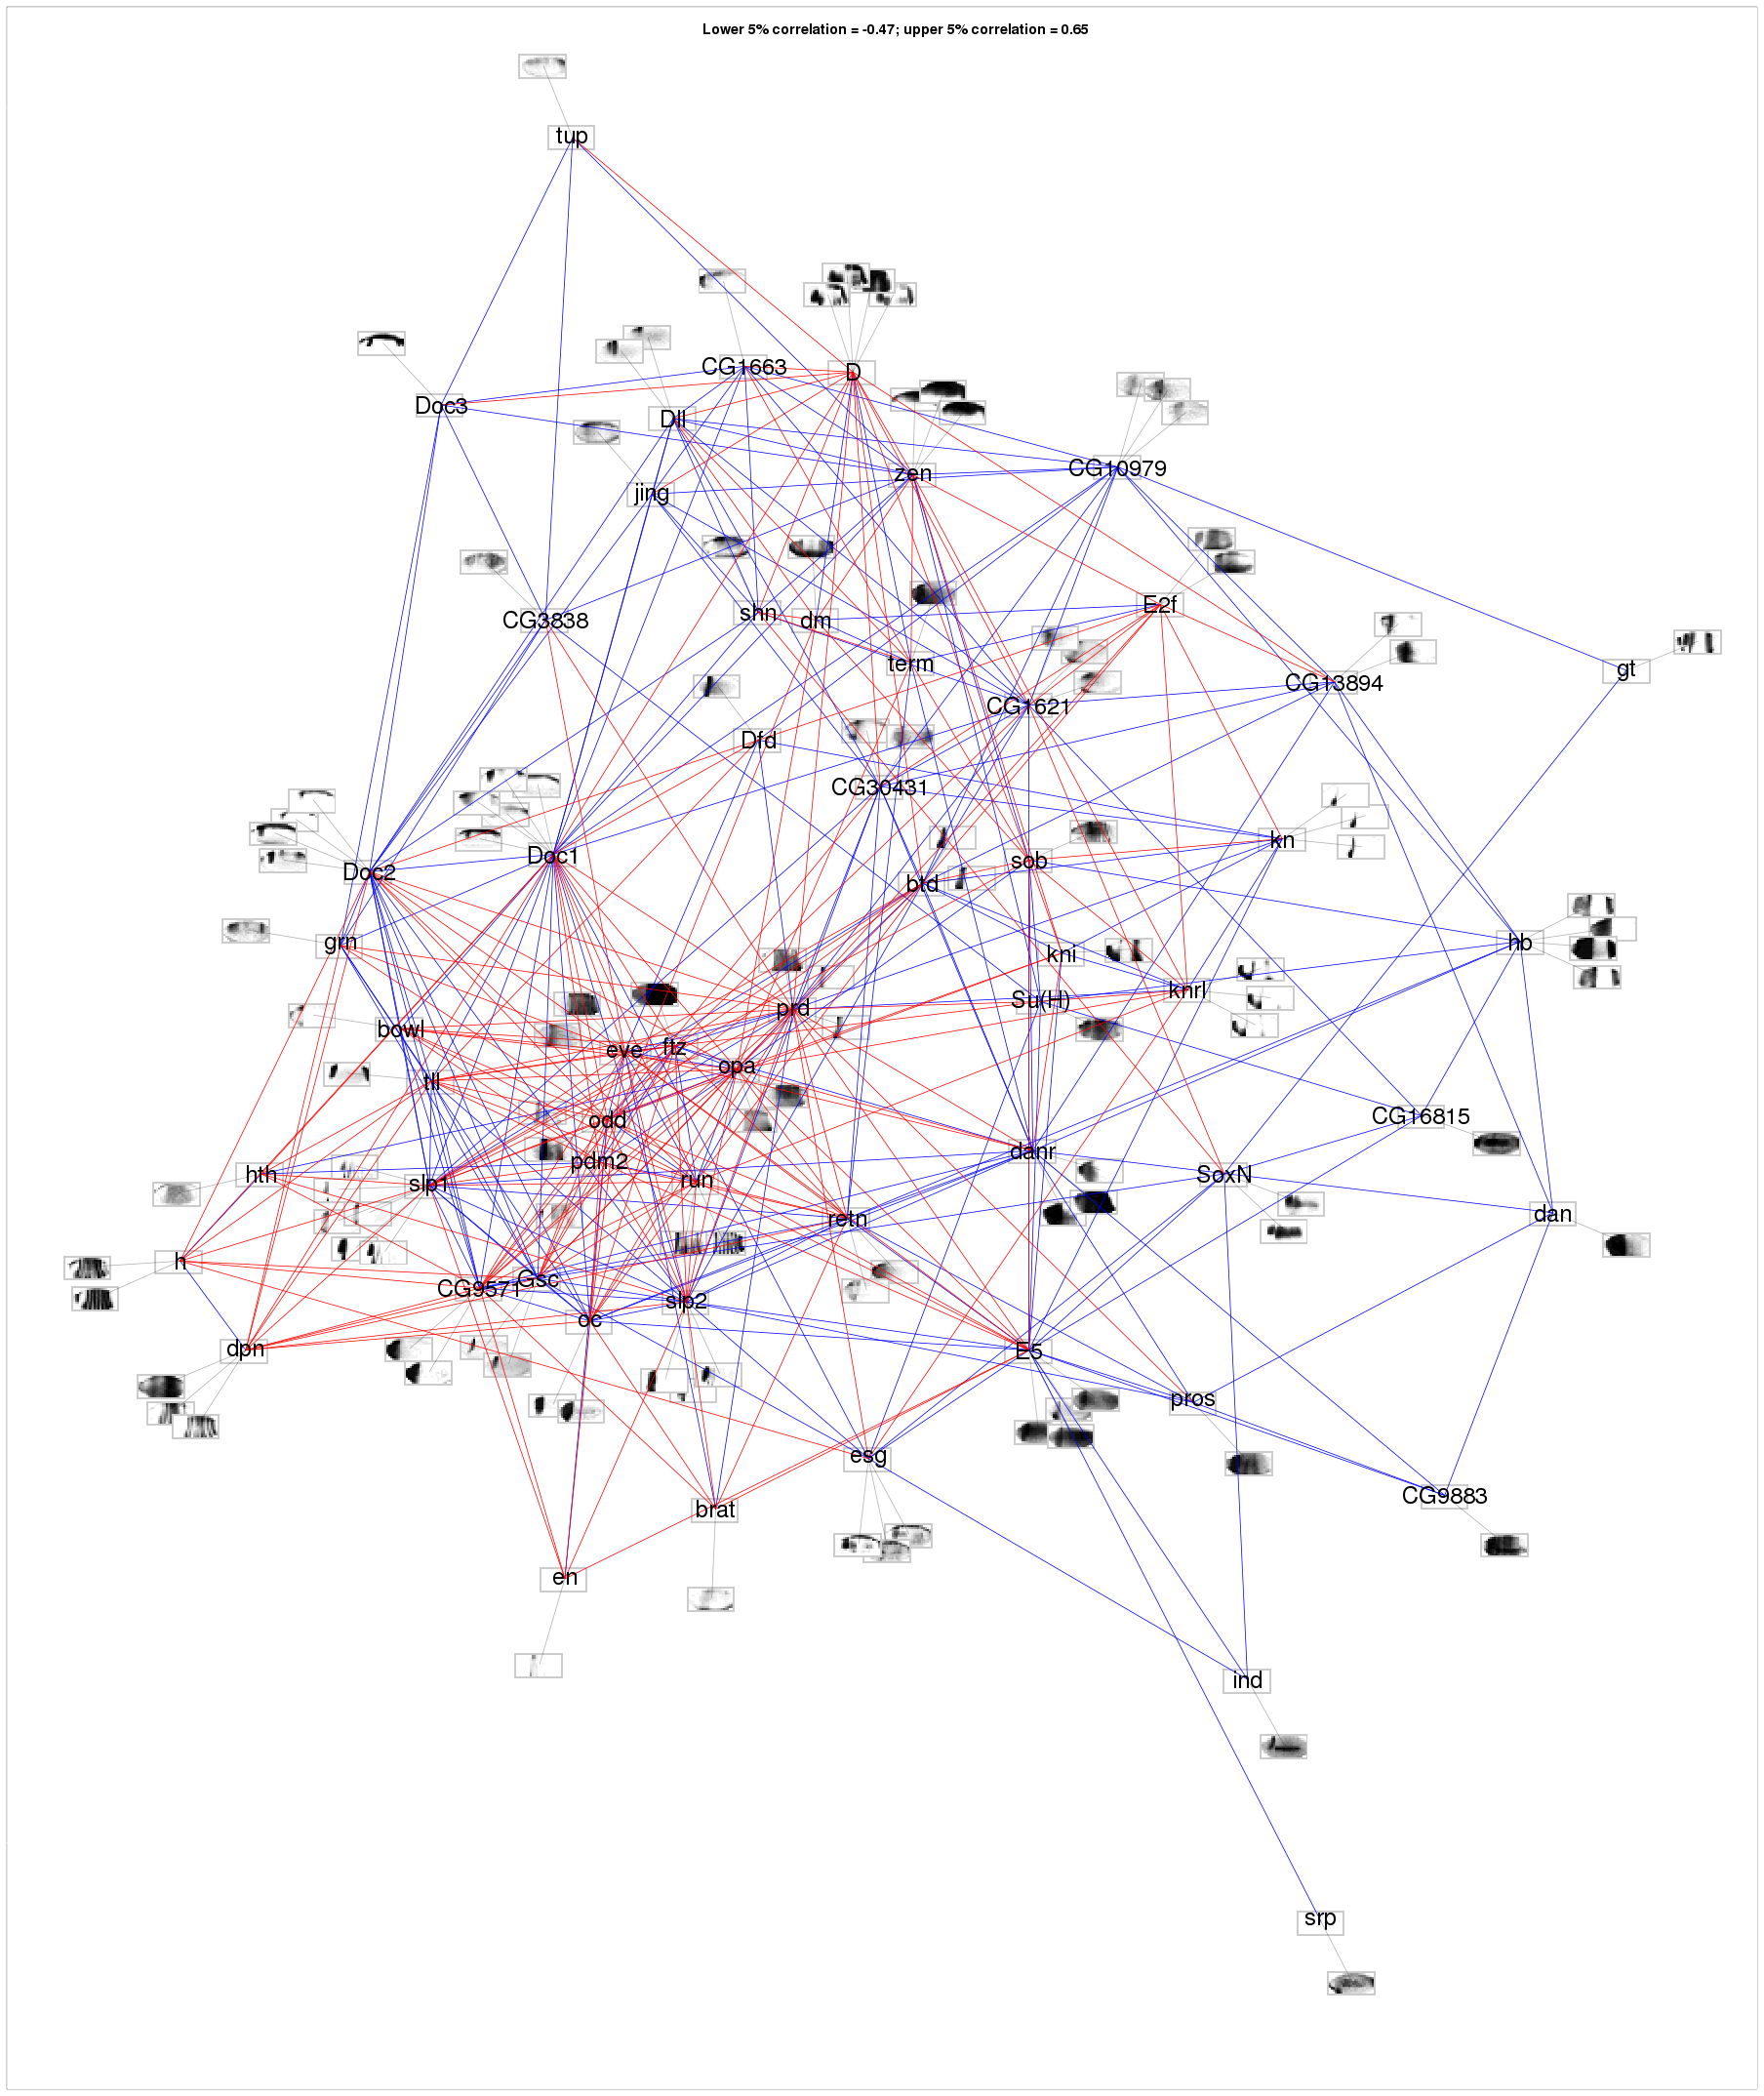 Lower 5% correlation = -0.47; upper 5% correlation = 0.65
tup
CG1663
D
Doc3
Dll
zen
CG10979
jing
E2f
shn
dm
CG3838
term
gt
CG13894
CG1621
Dfd
CG30431
kn
Doc1
sob
Doc2
btd
grn
hb
kni
knrl
Su(H)
prd
bowl
eve
ftz
opa
tll
odd
CG16815
danr
pdm2
hth
run
SoxN
slp1
dan
retn
h
Gsc
CG9571
slp2
oc
dpn
E5
pros
esg
CG9883
brat
en
ind
srp